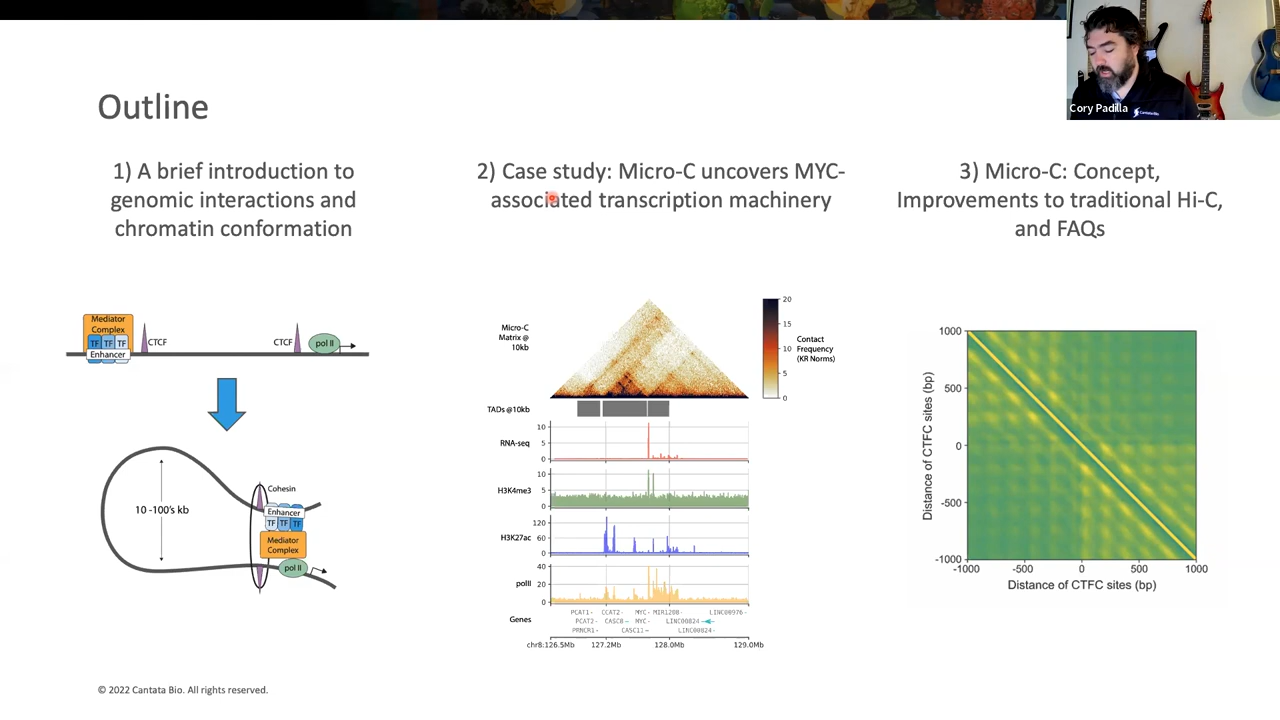 Cory Padilla
Cantata Bio
Outline
1) A brief introduction to
genomic interactions and
chromatin conformation
2) Case study: Micro-C uncovers MYC-
associated transcription machinery
3) Micro-C: Concept,
Improvements to traditional Hi-C,
and FAQs
Mediator
Complex
TF TF TF
Enhancer
CTCF
CTCF
pol II
10 -100's kb
Cohesin
Enhancer
TF TF TF
Mediator
Complex
pol II
Micro-C
Matrix @
10kb
20
15
10
5
0
Contact
Frequency
(KR Norms)
TADs @10kb
RNA-seq
10
5
0
H3K4me3
10
5
0
H3K27ac
120
60
0
polII
40
20
0
Genes
PCAT1- CCAT2- MYC- MIR1208- LINC00976-
PCAT2- CASC8- MYC- LINC00824
PRNCR1- CASC11- LINC00824-
chr8:126.5Mb 127.2Mb 128.0Mb 129.0Mb
Distance of CTFC sites (bp)
1000
500
0
-500
-1000
-1000 -500 0 500 1000
Distance of CTFC sites (bp)
© 2022 Cantata Bio. All rights reserved.